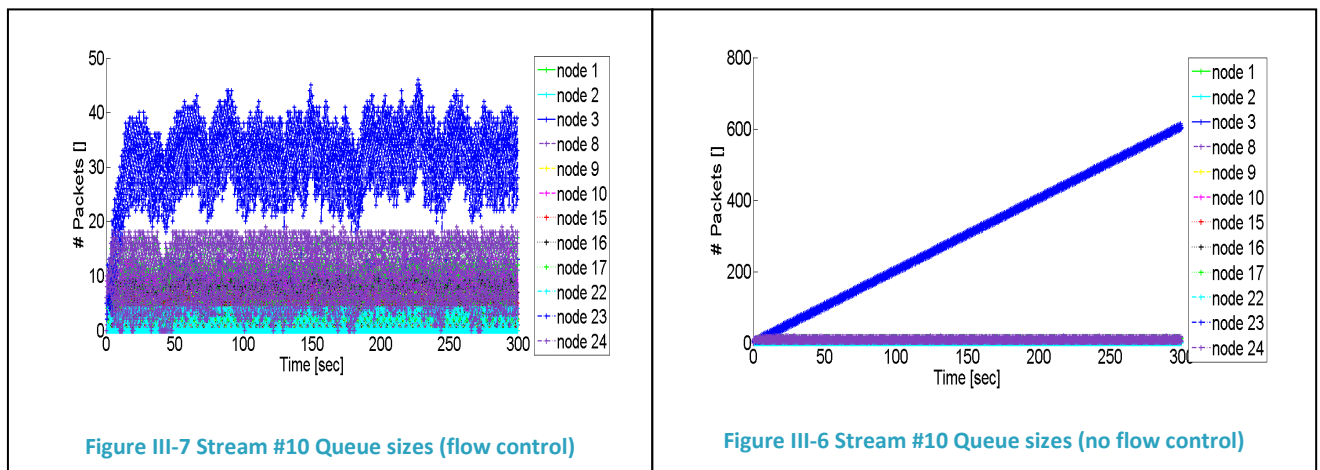 50
40
30
20
10
0
# Packets []
0 50 100 150 200 250 300
Time [sec]
node 1
node 2
node 3
node 8
node 9
node 10
node 15
node 16
node 17
node 22
node 23
node 24
Figure III-7 Stream #10 Queue sizes (flow control)
800
600
400
200
0
# Packets []
0 50 100 150 200 250 300
Time [sec]
node 1
node 2
node 3
node 8
node 9
node 10
node 15
node 16
node 17
node 22
node 23
node 24
Figure III-6 Stream #10 Queue sizes (no flow control)